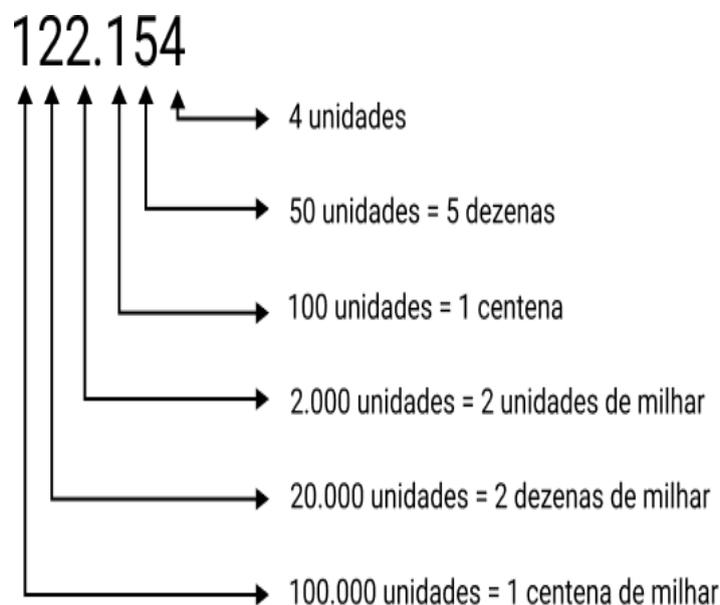 122.154
4 unidades
50 unidades = 5 dezenas
100 unidades = 1 centena
2.000 unidades = 2 unidades de milhar
20.000 unidades = 2 dezenas de milhar
100.000 unidades = 1 centena de milhar